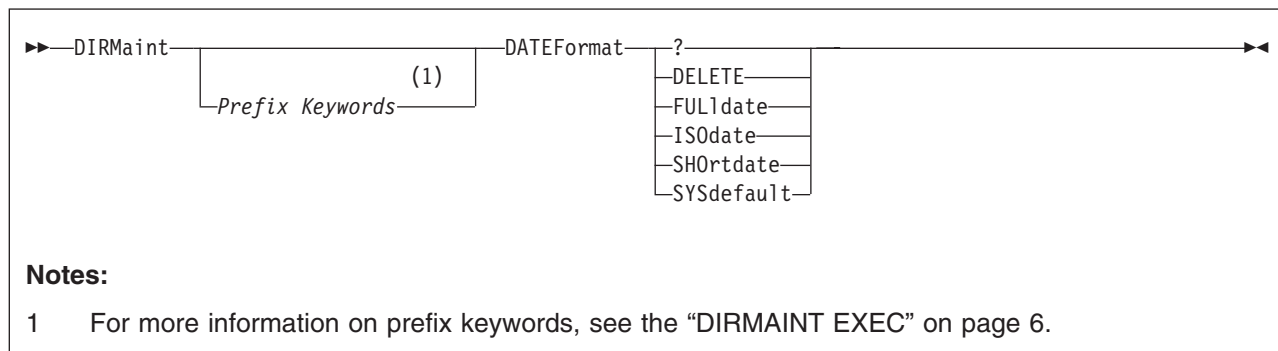 DIRMaint DATEFormat ?
(1) DELETE
Prefix Keywords FULldate
ISOdate
SHOrtdate
SYSdefault
Notes:
1 For more information on prefix keywords, see the “DIRMAINT EXEC” on page 6.